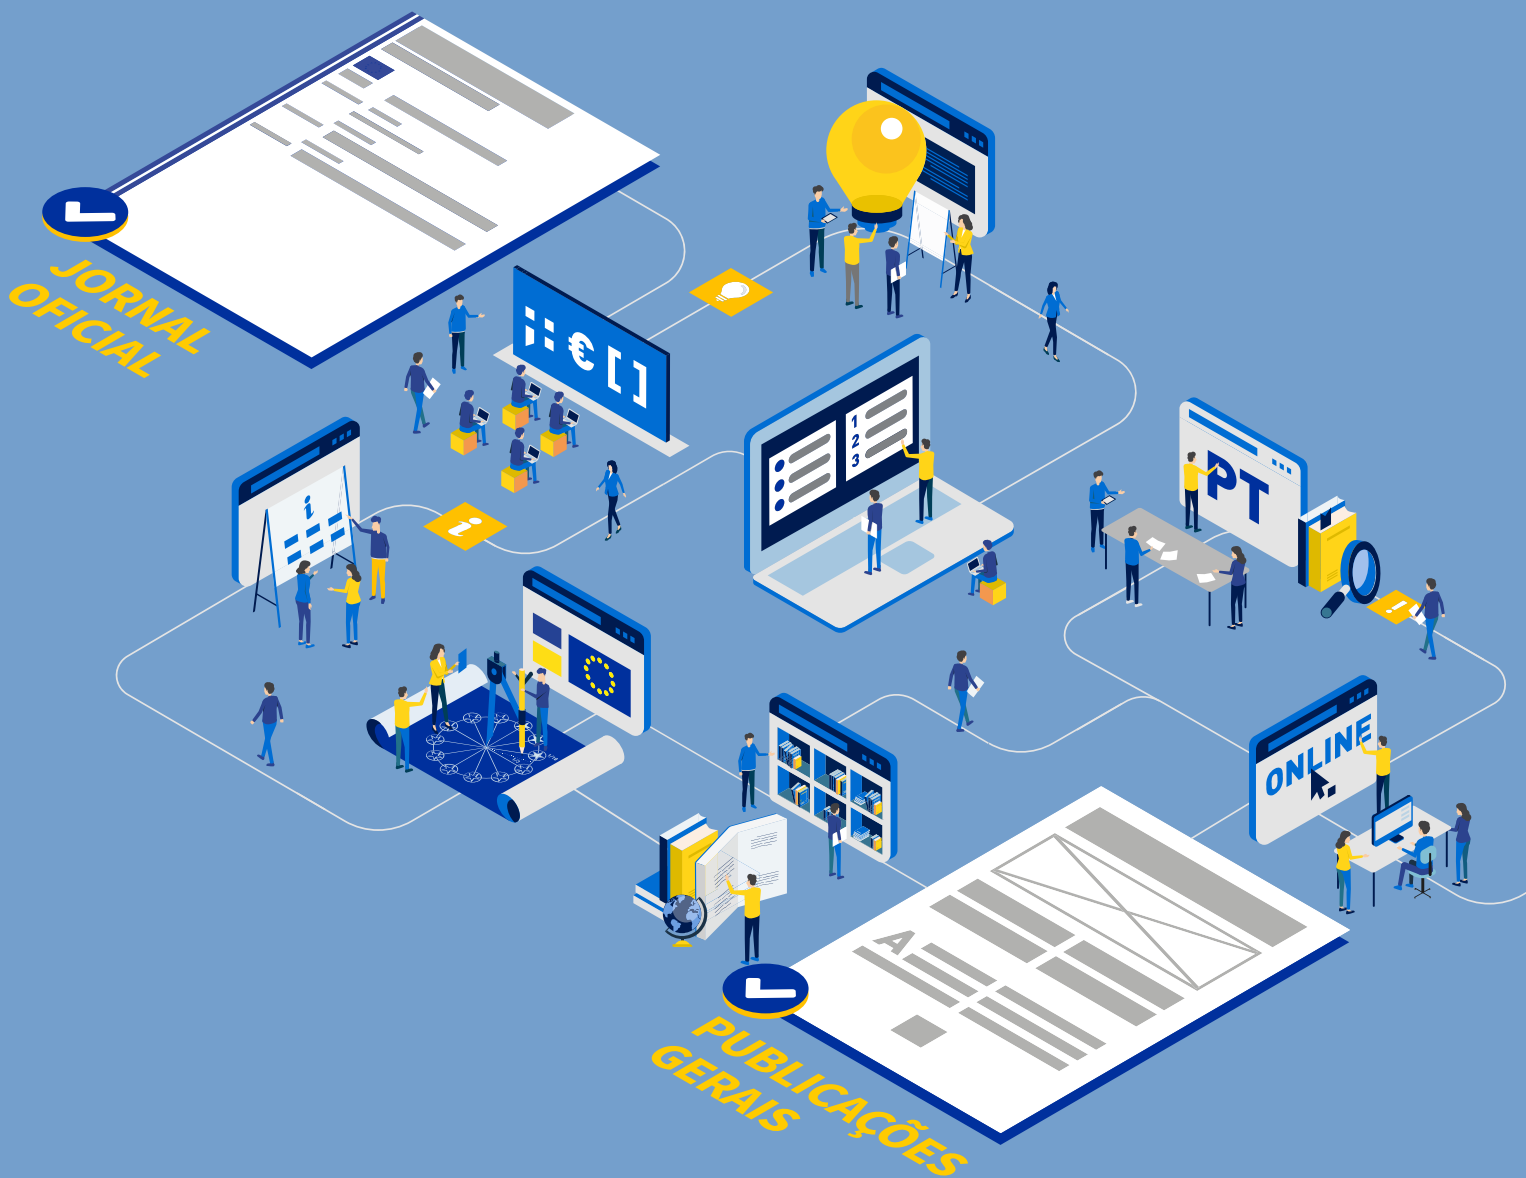 JORNAL
OFICIAL
¡ : € [ ]
i
i
1
2
3
PT
ONLINE
A
PUBLICAÇÕES
GERAIS